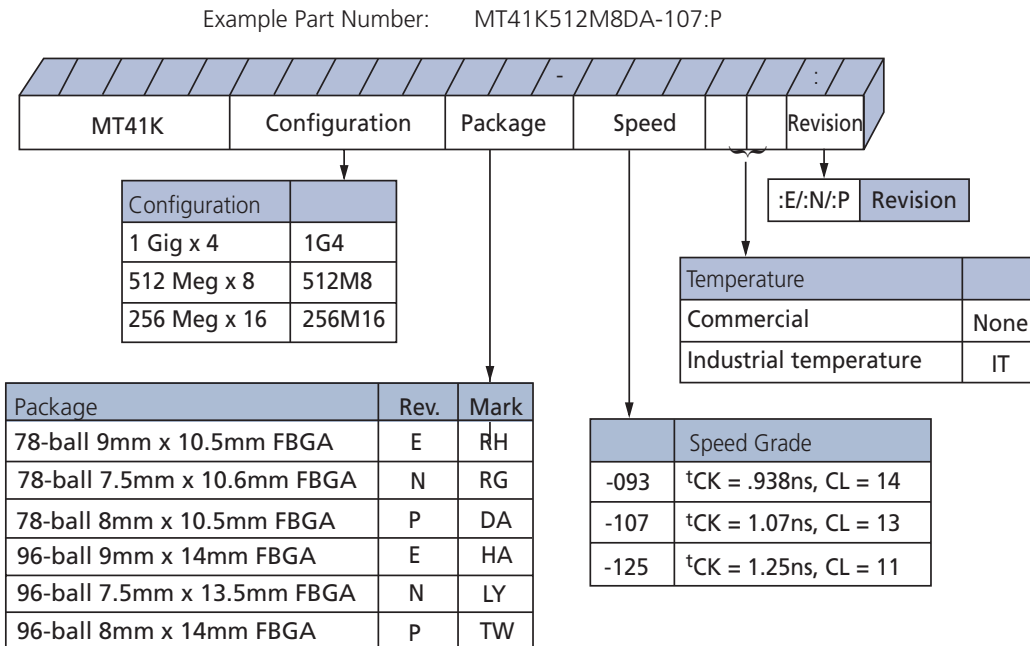 Example Part Number: MT41K512M8DA-107:P
- :
MT41K Configuration Package Speed Revision
:E/:N/:P Revision
Configuration
1 Gig x 4 1G4
512 Meg x 8 512M8
256 Meg x 16 256M16
Temperature
Commercial None
Industrial temperature IT
Package Rev. Mark
78-ball 9mm x 10.5mm FBGA E RH
78-ball 7.5mm x 10.6mm FBGA N RG
78-ball 8mm x 10.5mm FBGA P DA
96-ball 9mm x 14mm FBGA E HA
96-ball 7.5mm x 13.5mm FBGA N LY
96-ball 8mm x 14mm FBGA P TW
Speed Grade
-093 tCK = .938ns, CL = 14
-107 tCK = 1.07ns, CL = 13
-125 tCK = 1.25ns, CL = 11